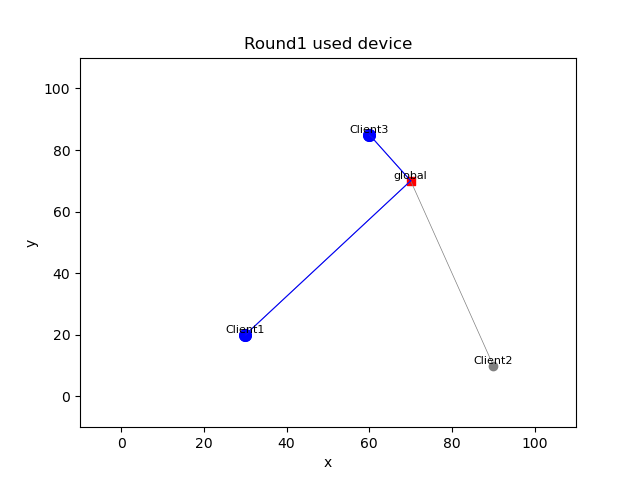 Round1 used device
100
80
60
40
20
0
y
Client3
global
Client1
Client2
0 20 40 60 80 100
x